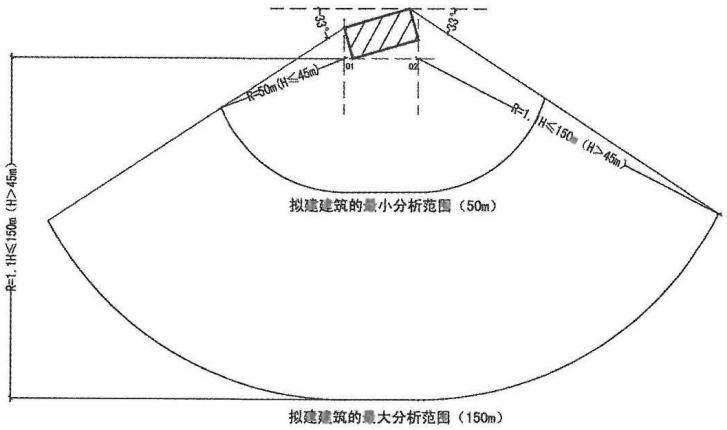 33°
33°
01
02
R=50m(H≤45m)
R=1.1H≤150m (H>45m)
拟建建筑的最小分析范围（50m）
R=1.1H≤150m (H>45m)
拟建建筑的最大分析范围（150m）